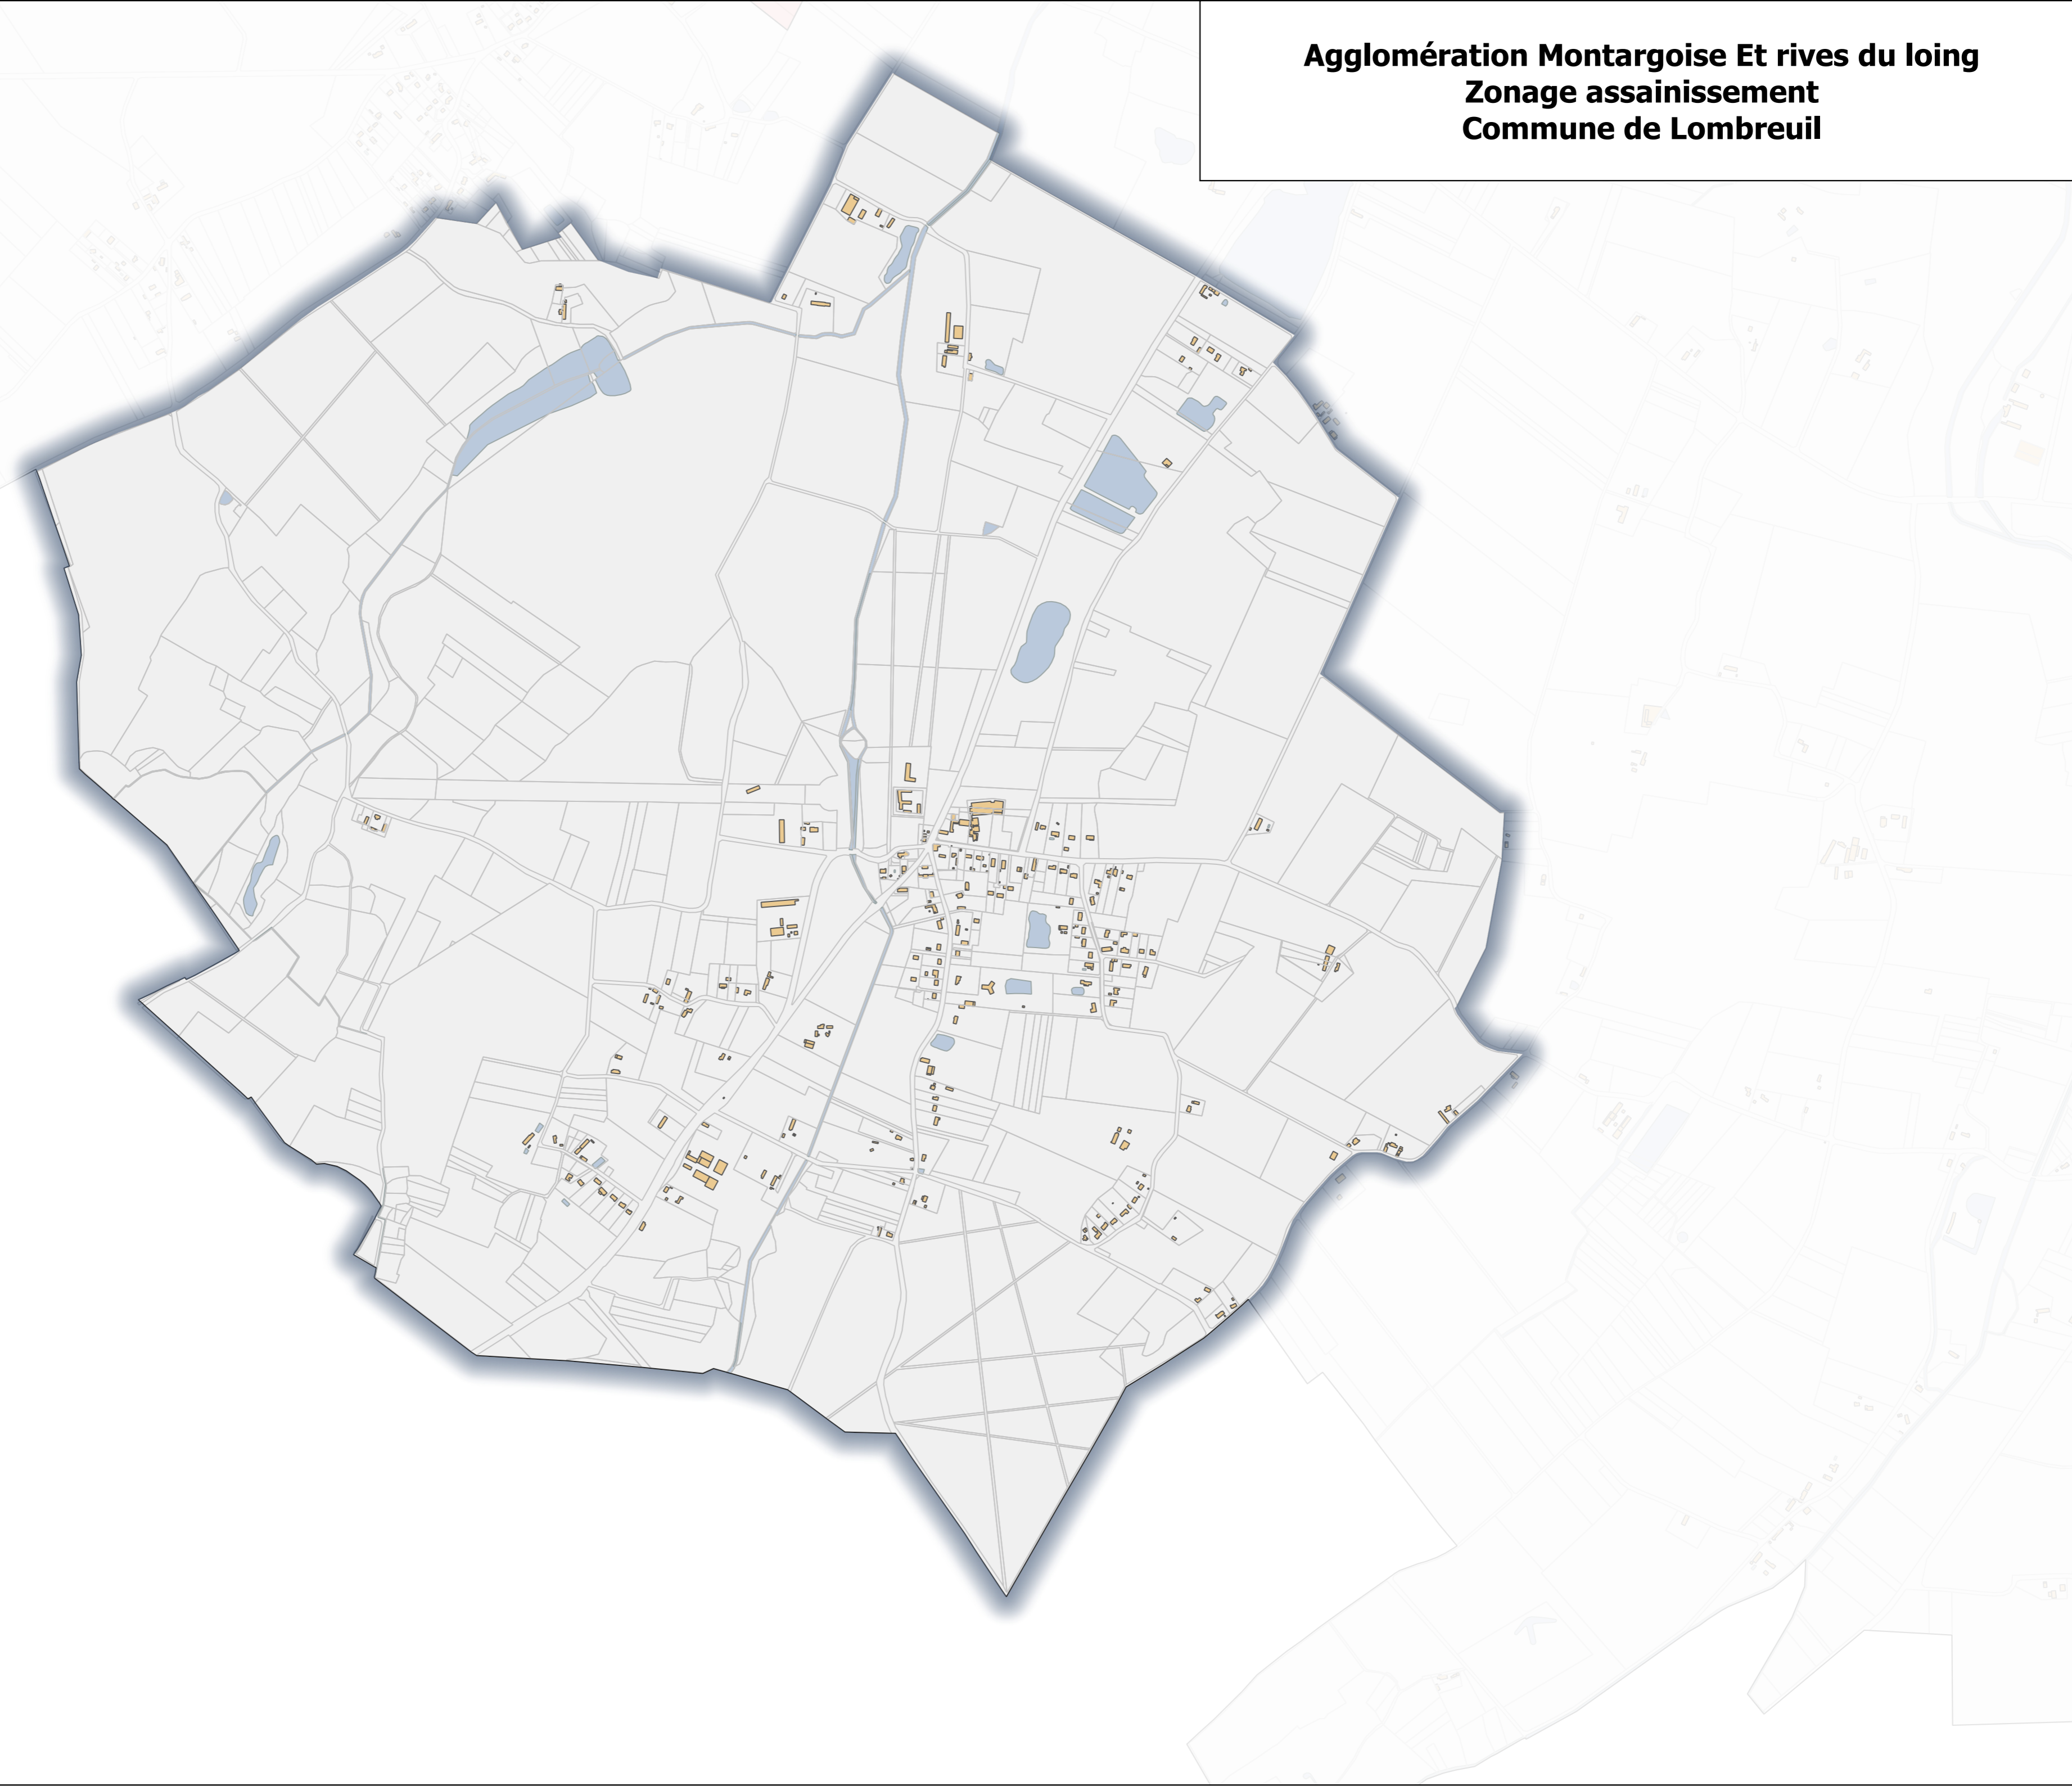 Agglomération Montargoise Et rives du loing
Zonage assainissement
Commune de Lombreuil